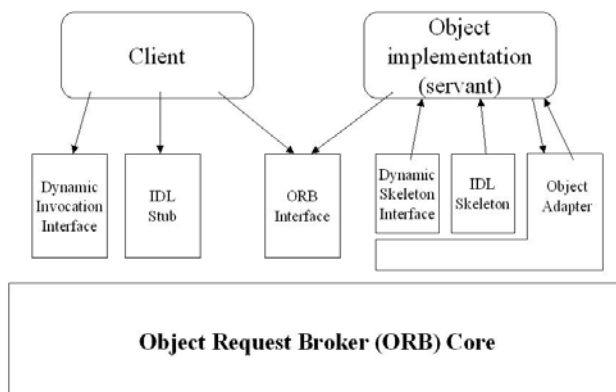 Client
Object
implementation
(servant)
Dynamic
Invocation
Interface
IDL
Stub
ORB
Interface
Dynamic
Skeleton
Interface
IDL
Skeleton
Object
Adapter
Object Request Broker (ORB) Core